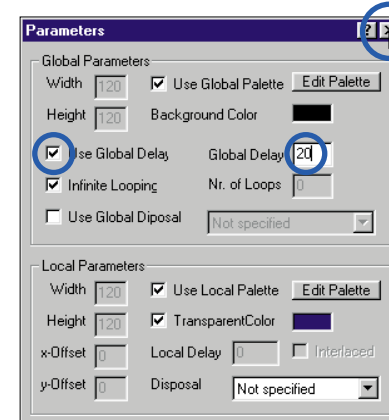 Parameters
Global Parameters
Width 120 Use Global Palette Edit Palette
Height 120 Background Color
Use Global Delay Global Delay 20
Infinite Looping Nr. of Loops 0
Use Global Diposal Not specified
Local Parameters
Width 120 Use Local Palette Edit Palette
Height 120 TransparentColor
x-Offset 0 Local Delay 0 Interlaced
y-Offset 0 Disposal Not specified